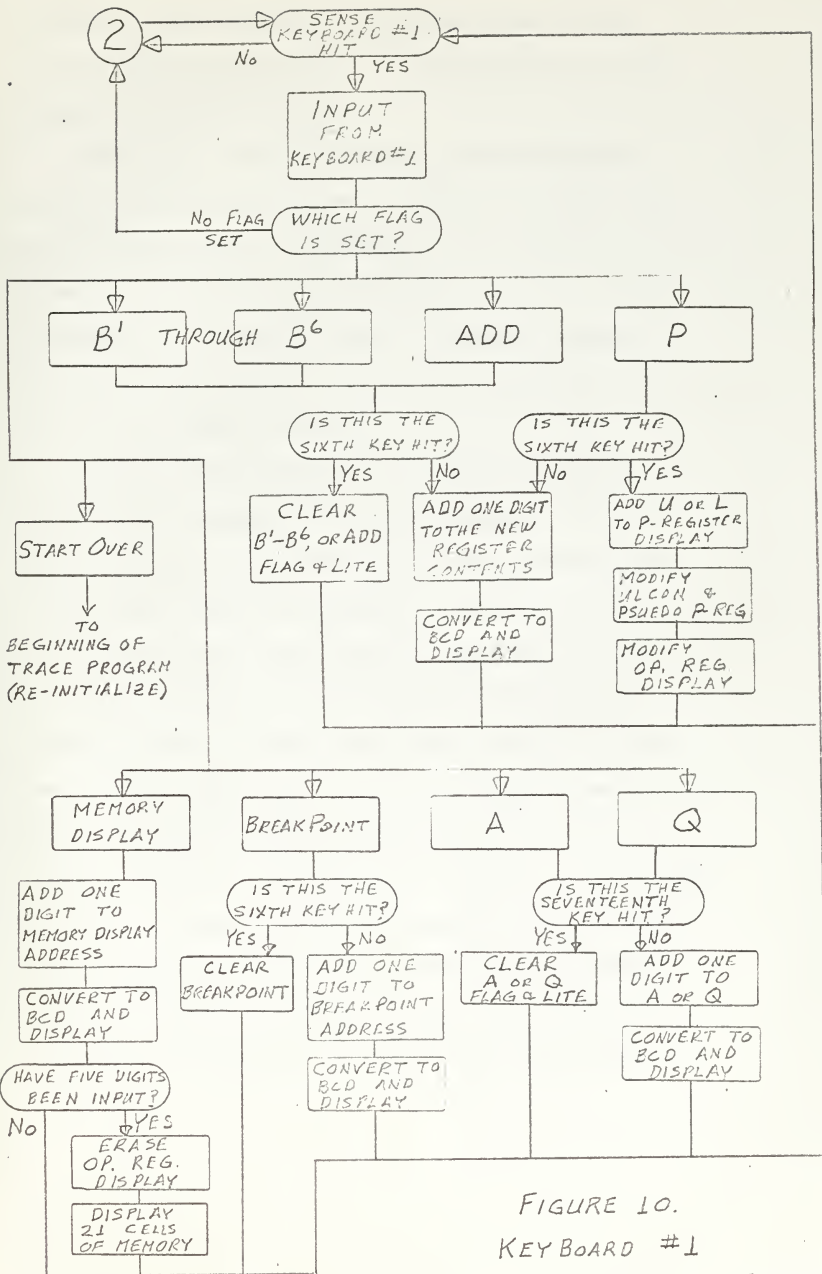 2
SENSE
KEYBOARD #1
HIT
No
YES
INPUT
FROM
KEYBOARD #1
No FLAG
SET
WHICH FLAG
IS SET?
B¹
THROUGH
B⁶
ADD
P
IS THIS THE
SIXTH KEY HIT?
IS THIS THE
SIXTH KEY HIT?
YES
No
No
YES
START OVER
TO
BEGINNING OF
TRACE PROGRAM
(RE-INITIALIZE)
CLEAR
B¹-B⁶, OR ADD
FLAG & LITE
ADD ONE DIGIT
TO THE NEW
REGISTER
CONTENTS
CONVERT TO
BCD AND
DISPLAY
ADD U OR L
TO P-REGISTER
DISPLAY
MODIFY
ULCON &
PSUEDO P-REG
MODIFY
OP. REG.
DISPLAY
MEMORY
DISPLAY
BREAKPOINT
A
Q
ADD ONE
DIGIT TO
MEMORY DISPLAY
ADDRESS
CONVERT TO
BCD AND
DISPLAY
HAVE FIVE DIGITS
BEEN INPUT?
No
YES
ERASE
OP. REG.
DISPLAY
DISPLAY
21 CELLS
OF MEMORY
IS THIS THE
SIXTH KEY HIT?
YES
No
CLEAR
BREAKPOINT
ADD ONE
DIGIT TO
BREAKPOINT
ADDRESS
CONVERT TO
BCD AND
DISPLAY
IS THIS THE
SEVENTEENTH
KEY HIT?
YES
No
CLEAR
A OR Q
FLAG & LITE
ADD ONE
DIGIT TO
A OR Q
CONVERT TO
BCD AND
DISPLAY
FIGURE 10.
KEYBOARD #1